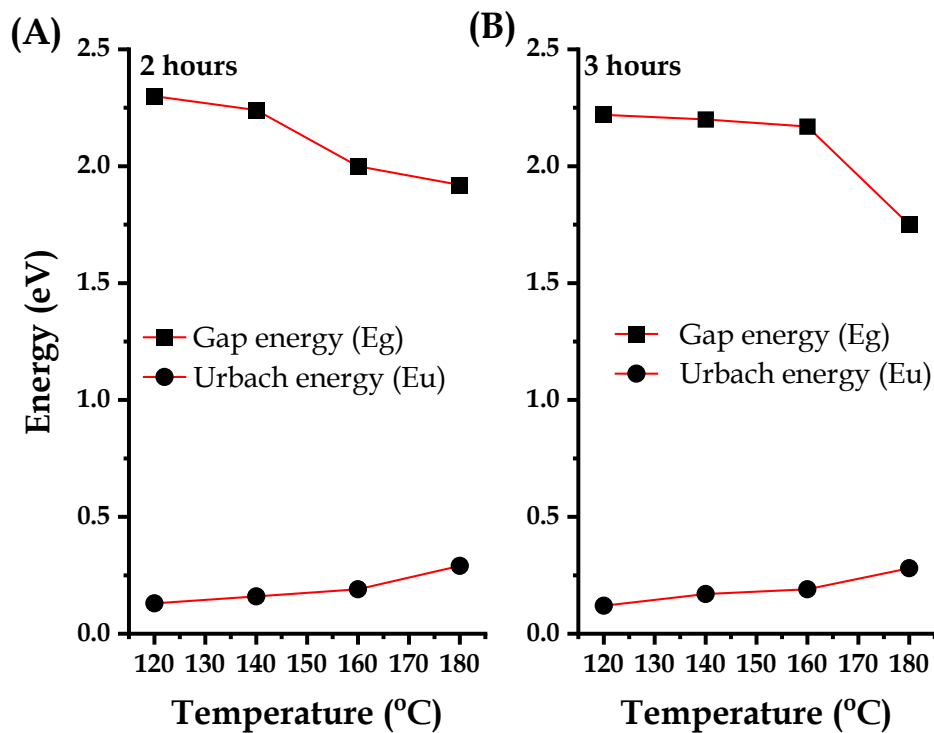 (A)
2 hours
2.5
2.0
1.5
1.0
0.5
0.0
Energy (eV)
Gap energy (Eg)
Urbach energy (Eu)
120 130 140 150 160 170 180
Temperature (°C)
(B)
3 hours
2.5
2.0
1.5
1.0
0.5
0.0
Gap energy (Eg)
Urbach energy (Eu)
120 130 140 150 160 170 180
Temperature (°C)